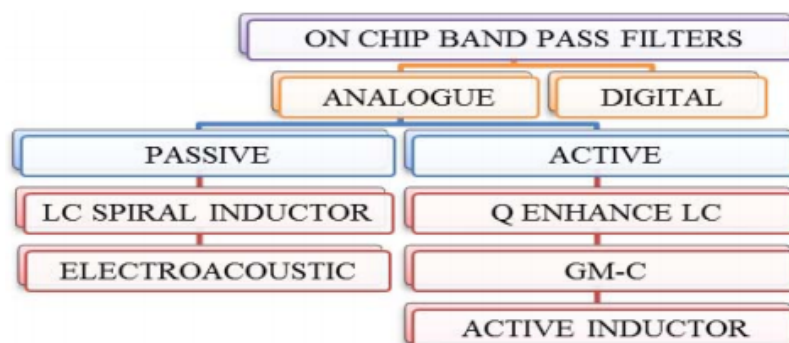 ON CHIP BAND PASS FILTERS
ANALOGUE
DIGITAL
PASSIVE
ACTIVE
LC SPIRAL INDUCTOR
Q ENHANCE LC
ELECTROACOUSTIC
GM-C
ACTIVE INDUCTOR